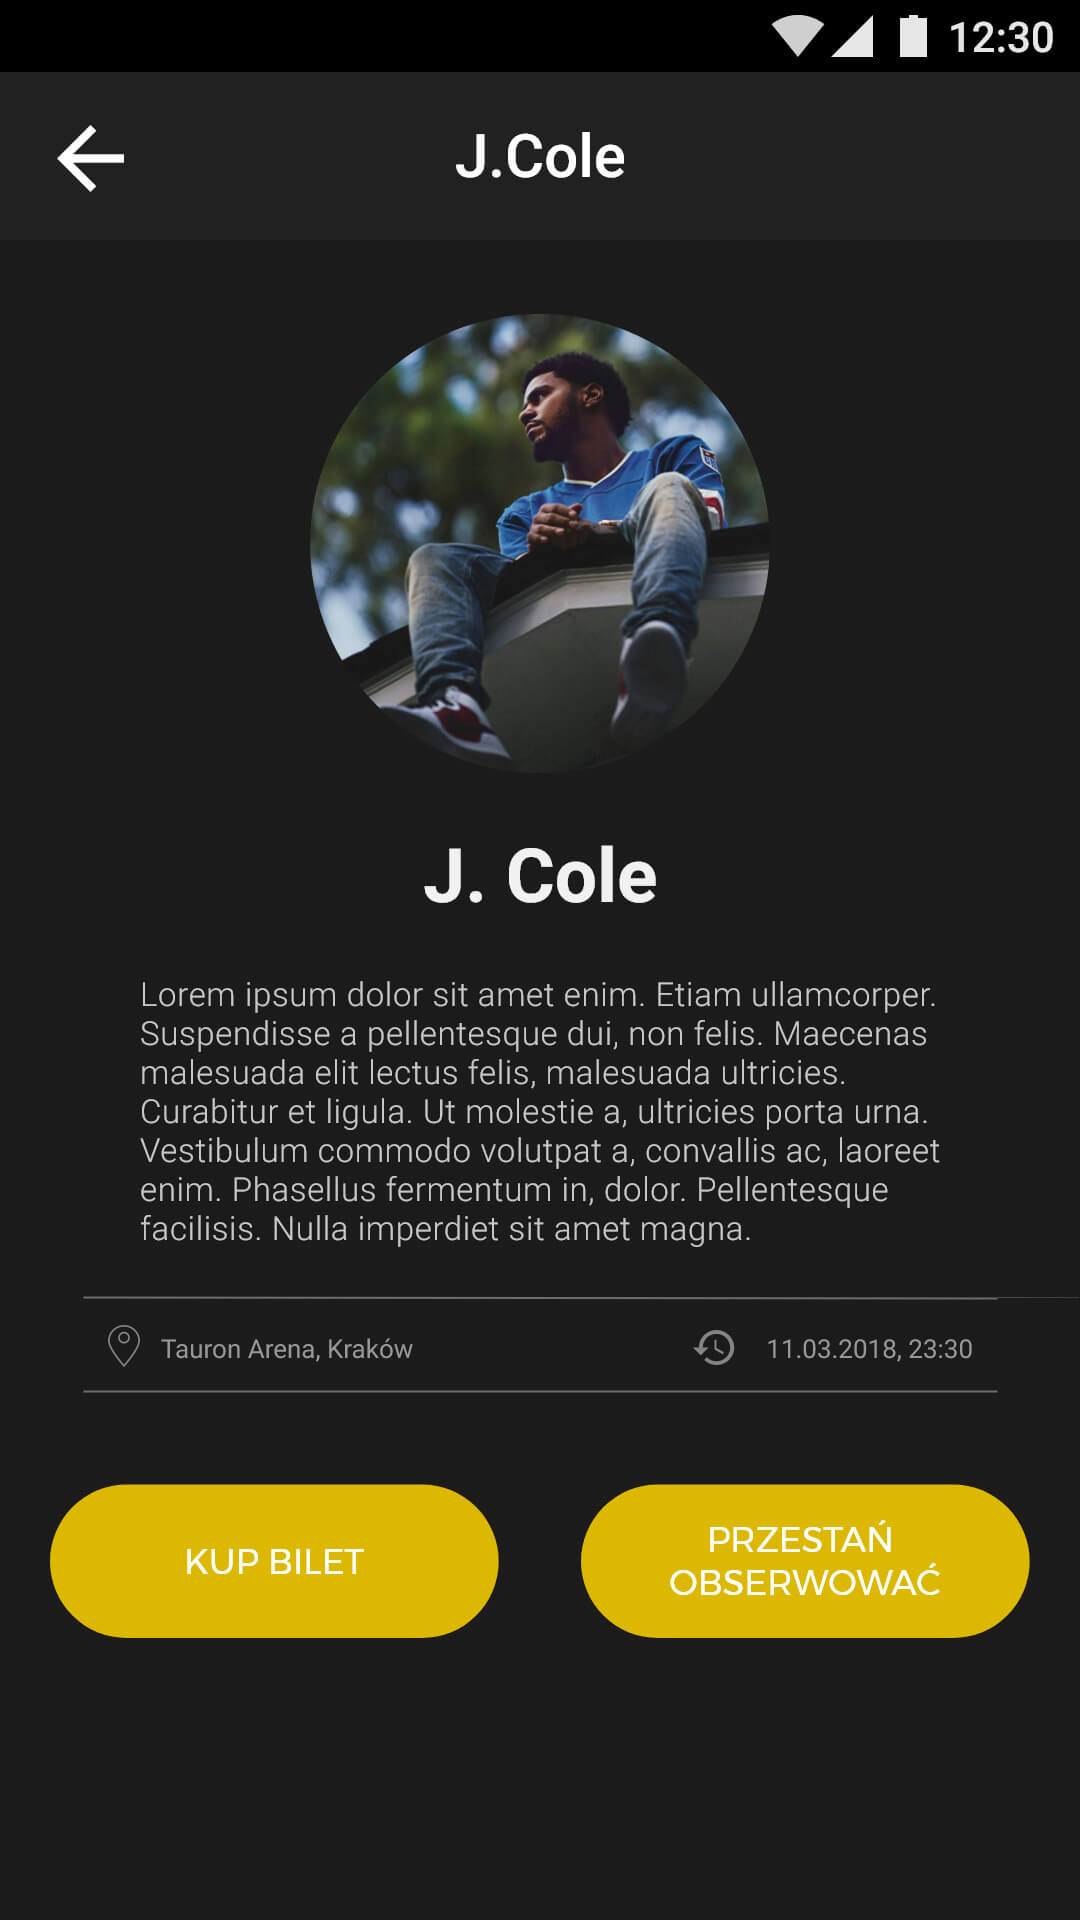 12:30
J.Cole
J. Cole
Lorem ipsum dolor sit amet enim. Etiam ullamcorper.
Suspendisse a pellentesque dui, non felis. Maecenas
malesuada elit lectus felis, malesuada ultricies.
Curabitur et ligula. Ut molestie a, ultricies porta urna.
Vestibulum commodo volutpat a, convallis ac, laoreet
enim. Phasellus fermentum in, dolor. Pellentesque
facilisis. Nulla imperdiet sit amet magna.
Tauron Arena, Kraków
11.03.2018, 23:30
KUP BILET
PRZESTAŃ
OBSERWOWAĆ